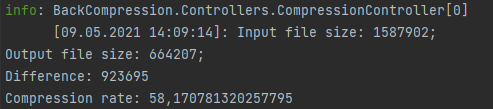 info: BackCompression.Controllers.CompressionController[0]
[09.05.2021 14:09:14]: Input file size: 1587902;
Output file size: 664207;
Difference: 923695
Compression rate: 58,170781320257795